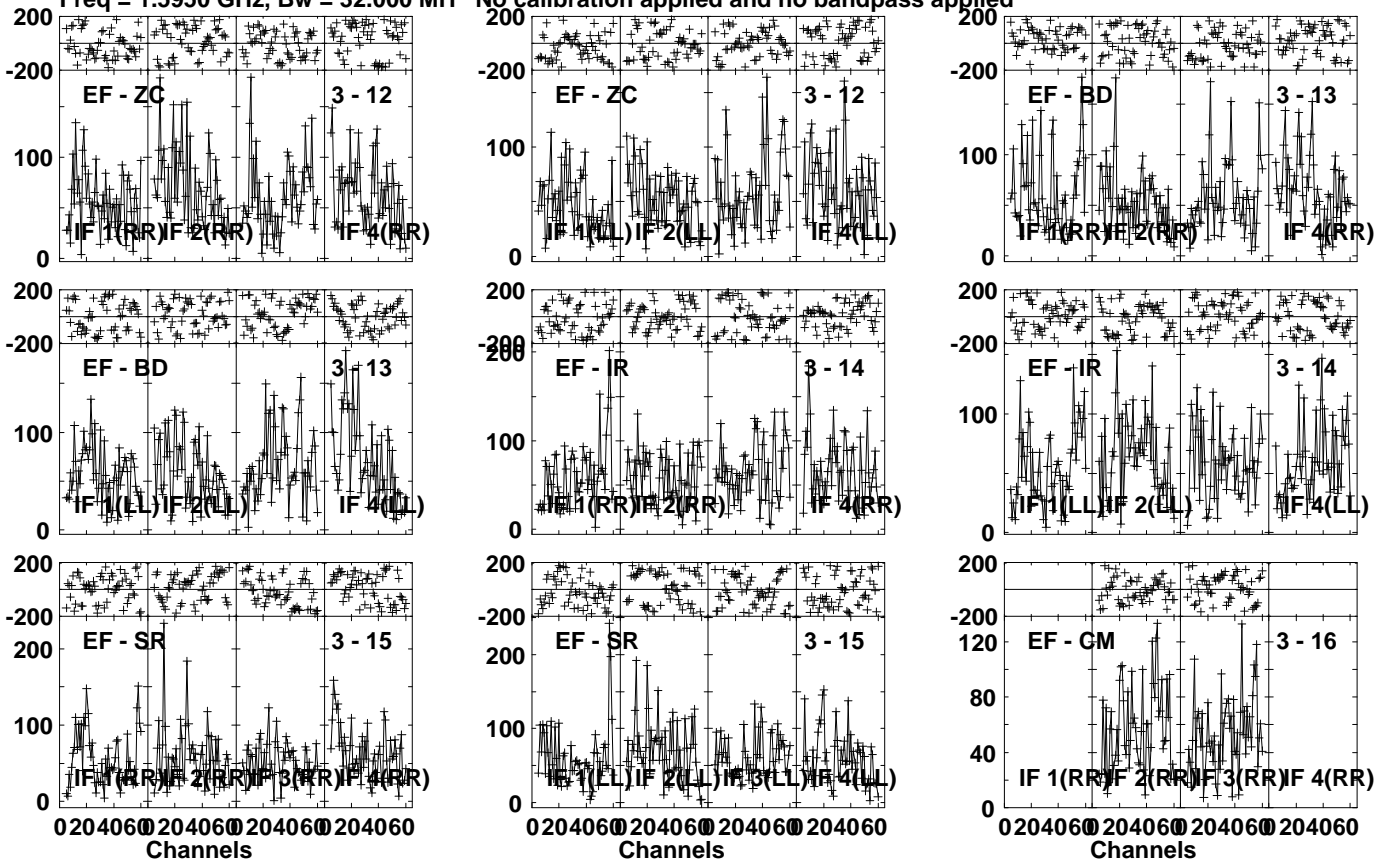 Freq = 1.5950 GHz, Bw = 32.000 MH No calibration applied and no bandpass applied
200 200 200
-200 -200 -200
EF - ZC 3 - 12 EF - ZC 3 - 12 EF - BD 3 - 13
100 100 100
IF 1(RR) IF 2(RR) IF 4(RR) IF 1(LL) IF 2(LL) IF 4(LL) IF 1(RR) IF 2(RR) IF 4(RR)
0 0 0
200 200 200
-200 -200 -200
200
EF - BD 3 - 13 EF - IR 3 - 14 EF - IR 3 - 14
100 100 100
IF 1(LL) IF 2(LL) IF 4(LL) IF 1(RR) IF 2(RR) IF 4(RR) IF 1(LL) IF 2(LL) IF 4(LL)
0 0 0
200 200 200
-200 -200 -200
EF - SR 3 - 15 EF - SR 3 - 15 EF - CM 3 - 16
200 200 120
100 100 80
40
IF 1(RR) IF 2(RR) IF 3(RR) IF 4(RR) IF 1(LL) IF 2(LL) IF 3(LL) IF 4(LL) IF 1(RR) IF 2(RR) IF 3(RR) IF 4(RR)
0 0 0
0 20 40 60 0 20 40 60 0 20 40 60 0 20 40 60 0 20 40 60 0 20 40 60 0 20 40 60 0 20 40 60 0 20 40 60 0 20 40 60 0 20 40 60 0 20 40 60
Channels Channels Channels